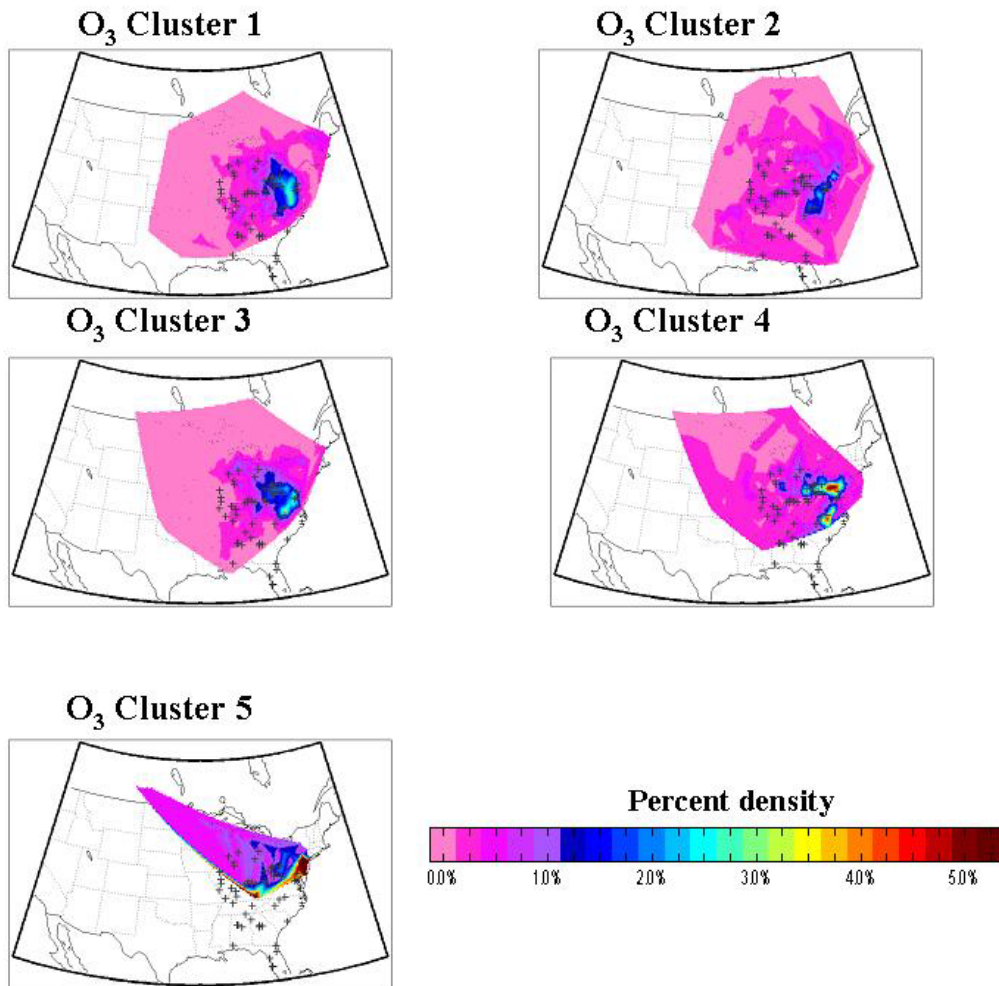 O₃ Cluster 1
O₃ Cluster 2
O₃ Cluster 3
O₃ Cluster 4
O₃ Cluster 5
Percent density
0.0% 1.0% 2.0% 3.0% 4.0% 5.0%